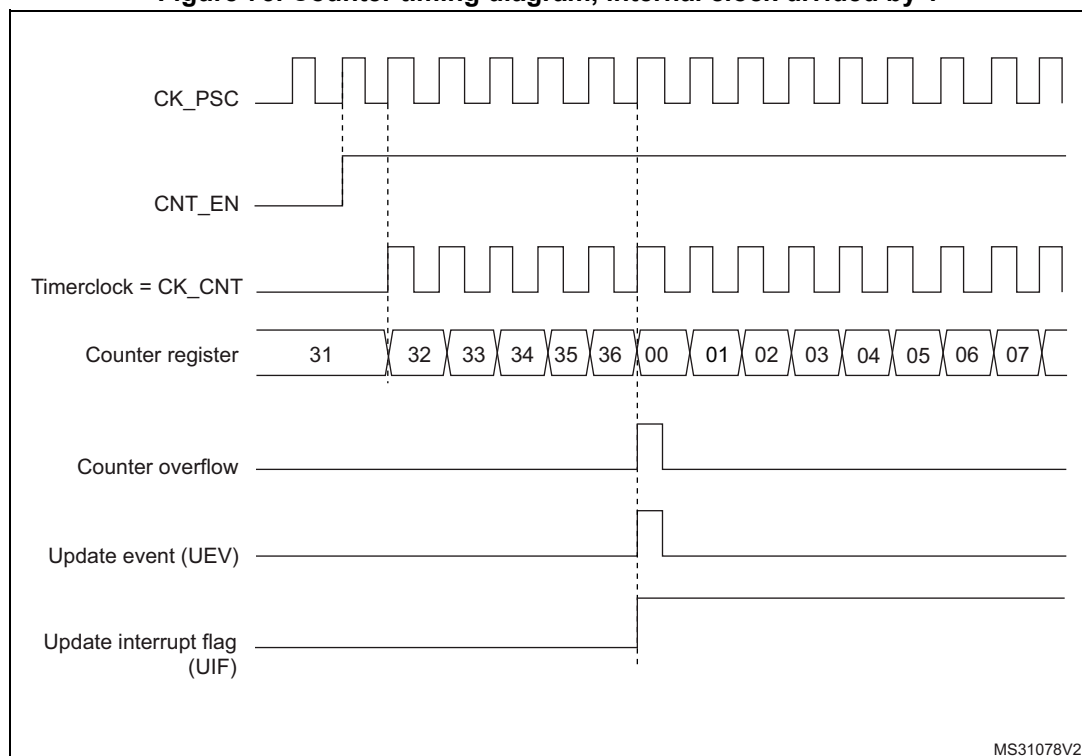 Figure 76. Counter timing diagram, internal clock divided by 1
CK_PSC
CNT_EN
Timerclock = CK_CNT
Counter register 31 32 33 34 35 36 00 01 02 03 04 05 06 07
Counter overflow
Update event (UEV)
Update interrupt flag
(UIF)
MS31078V2